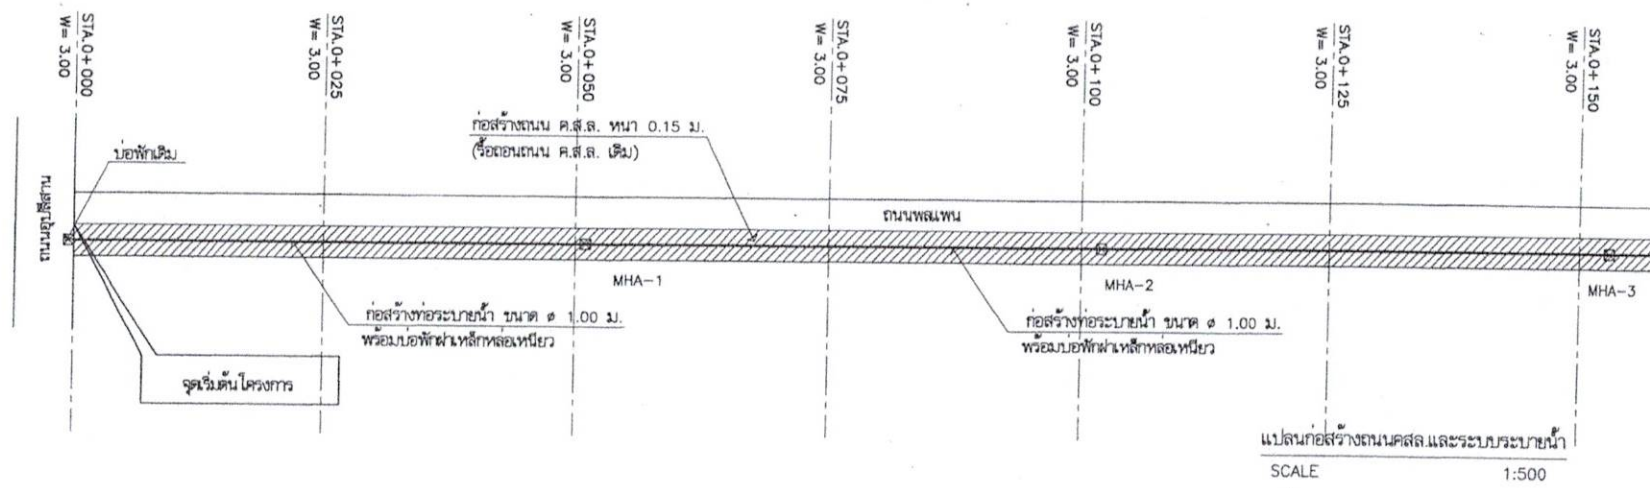 STA.0+000
W= 3.00
STA.0+025
W= 3.00
STA.0+050
W= 3.00
STA.0+075
W= 3.00
STA.0+100
W= 3.00
STA.0+125
W= 3.00
STA.0+150
W= 3.00
ก่อสร้างถนน ค.ส.ล. หนา 0.15 ม.
(รื้อถอนถนน ค.ส.ล. เดิม)
บ่อพักเดิม
ถนนอุปลีสาน
ถนนพลแพน
MHA-1
MHA-2
MHA-3
ก่อสร้างท่อระบายน้ำ ขนาด ø 1.00 ม.
พร้อมบ่อพักฝาเหล็กหล่อเหนียว
ก่อสร้างท่อระบายน้ำ ขนาด ø 1.00 ม.
พร้อมบ่อพักฝาเหล็กหล่อเหนียว
จุดเริ่มต้นโครงการ
แปลนก่อสร้างถนนคสล.และระบบระบายน้ำ
SCALE 1:500